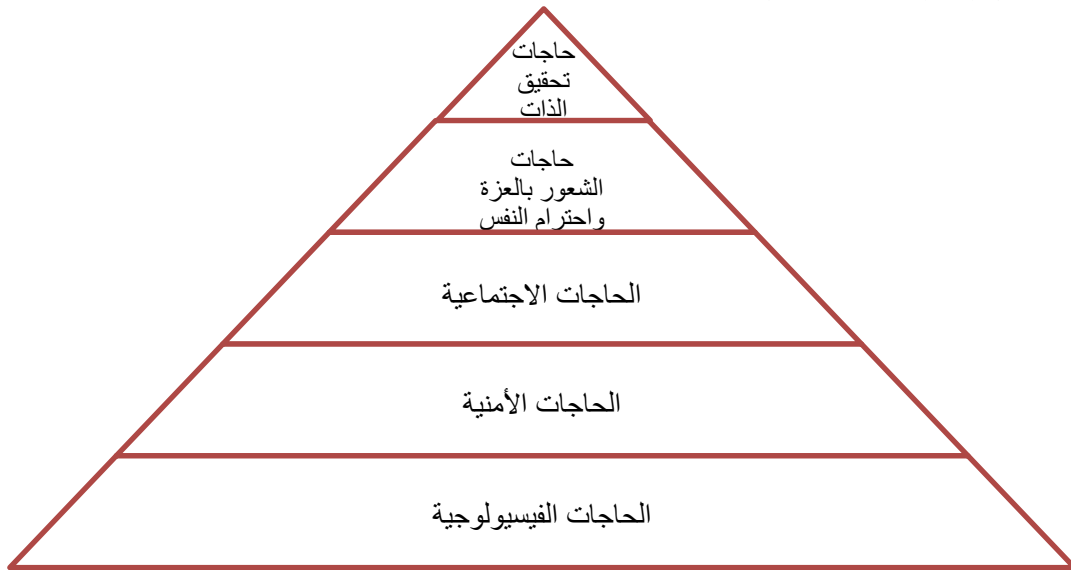 حاجات
تحقيق
الذات
حاجات
الشعور بالعزة
واحترام النفس
الحاجات الاجتماعية
الحاجات الأمنية
الحاجات الفيسيولوجية